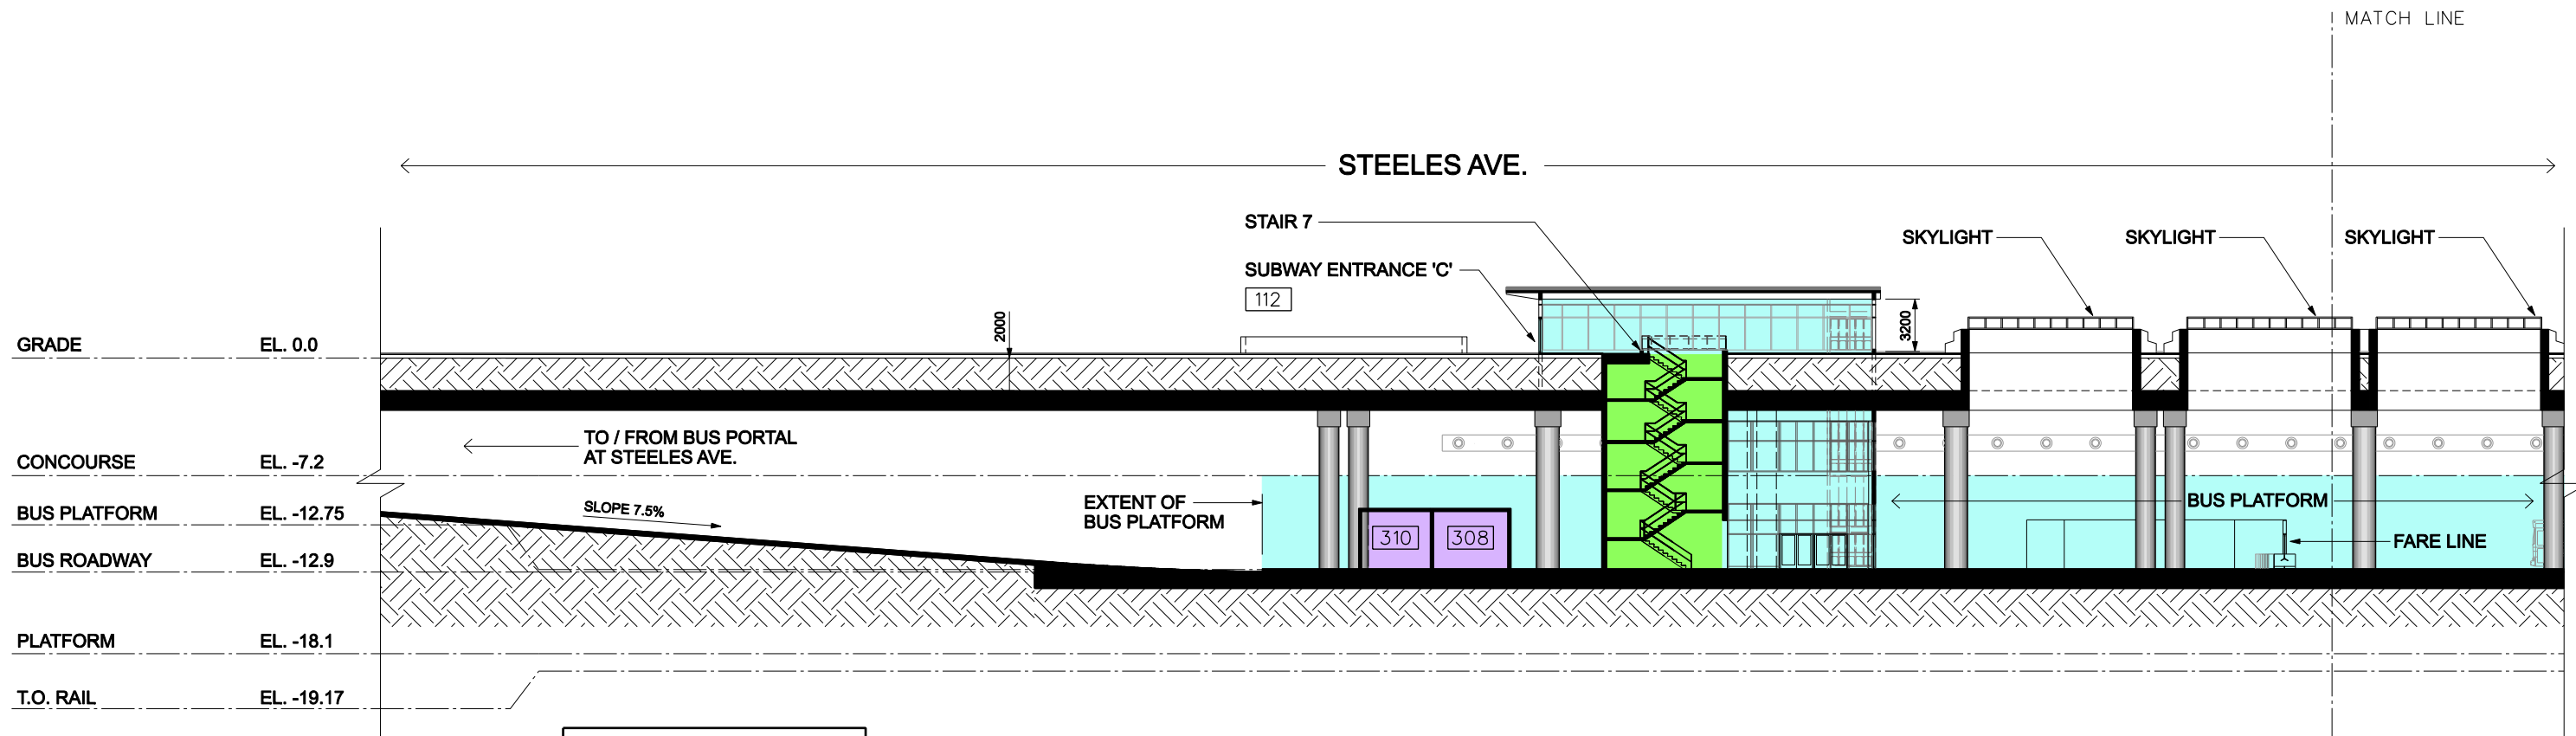 MATCH LINE
STEELES AVE.
STAIR 7
SKYLIGHT
SKYLIGHT
SKYLIGHT
SUBWAY ENTRANCE 'C'
112
2000
3200
GRADE EL. 0.0
TO / FROM BUS PORTAL
AT STEELES AVE.
CONCOURSE EL. -7.2
EXTENT OF
BUS PLATFORM
BUS PLATFORM
SLOPE 7.5%
BUS PLATFORM EL. -12.75
310
308
FARE LINE
BUS ROADWAY EL. -12.9
PLATFORM EL. -18.1
T.O. RAIL EL. -19.17